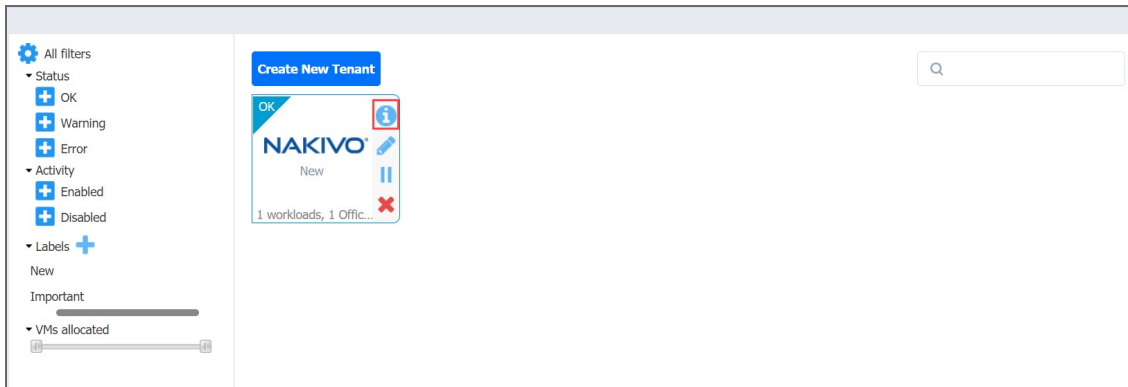 All filters
Status
OK
Warning
Error
Activity
Enabled
Disabled
Labels
New
Important
VMs allocated
Create New Tenant
OK
NAKIVO®
New
1 workloads, 1 Offic...